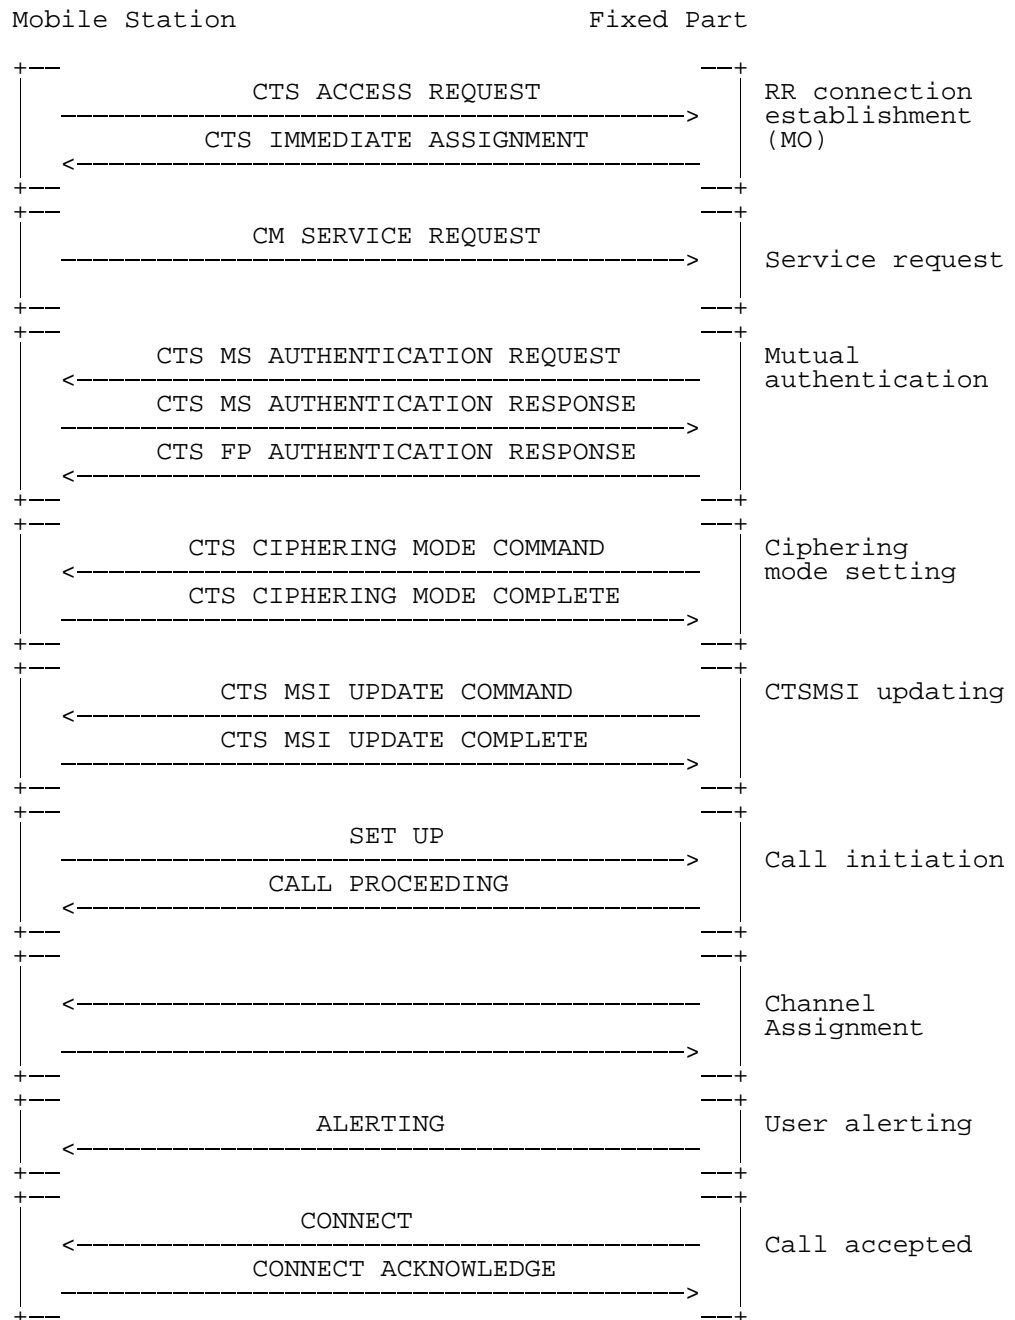 Mobile Station Fixed Part
CTS ACCESS REQUEST RR connection
establishment
CTS IMMEDIATE ASSIGNMENT (MO)
CM SERVICE REQUEST
Service request
CTS MS AUTHENTICATION REQUEST Mutual
authentication
CTS MS AUTHENTICATION RESPONSE
CTS FP AUTHENTICATION RESPONSE
CTS CIPHERING MODE COMMAND Ciphering
mode setting
CTS CIPHERING MODE COMPLETE
CTS MSI UPDATE COMMAND CTSMSI updating
CTS MSI UPDATE COMPLETE
SET UP
Call initiation
CALL PROCEEDING
Channel
Assignment
ALERTING User alerting
CONNECT
Call accepted
CONNECT ACKNOWLEDGE